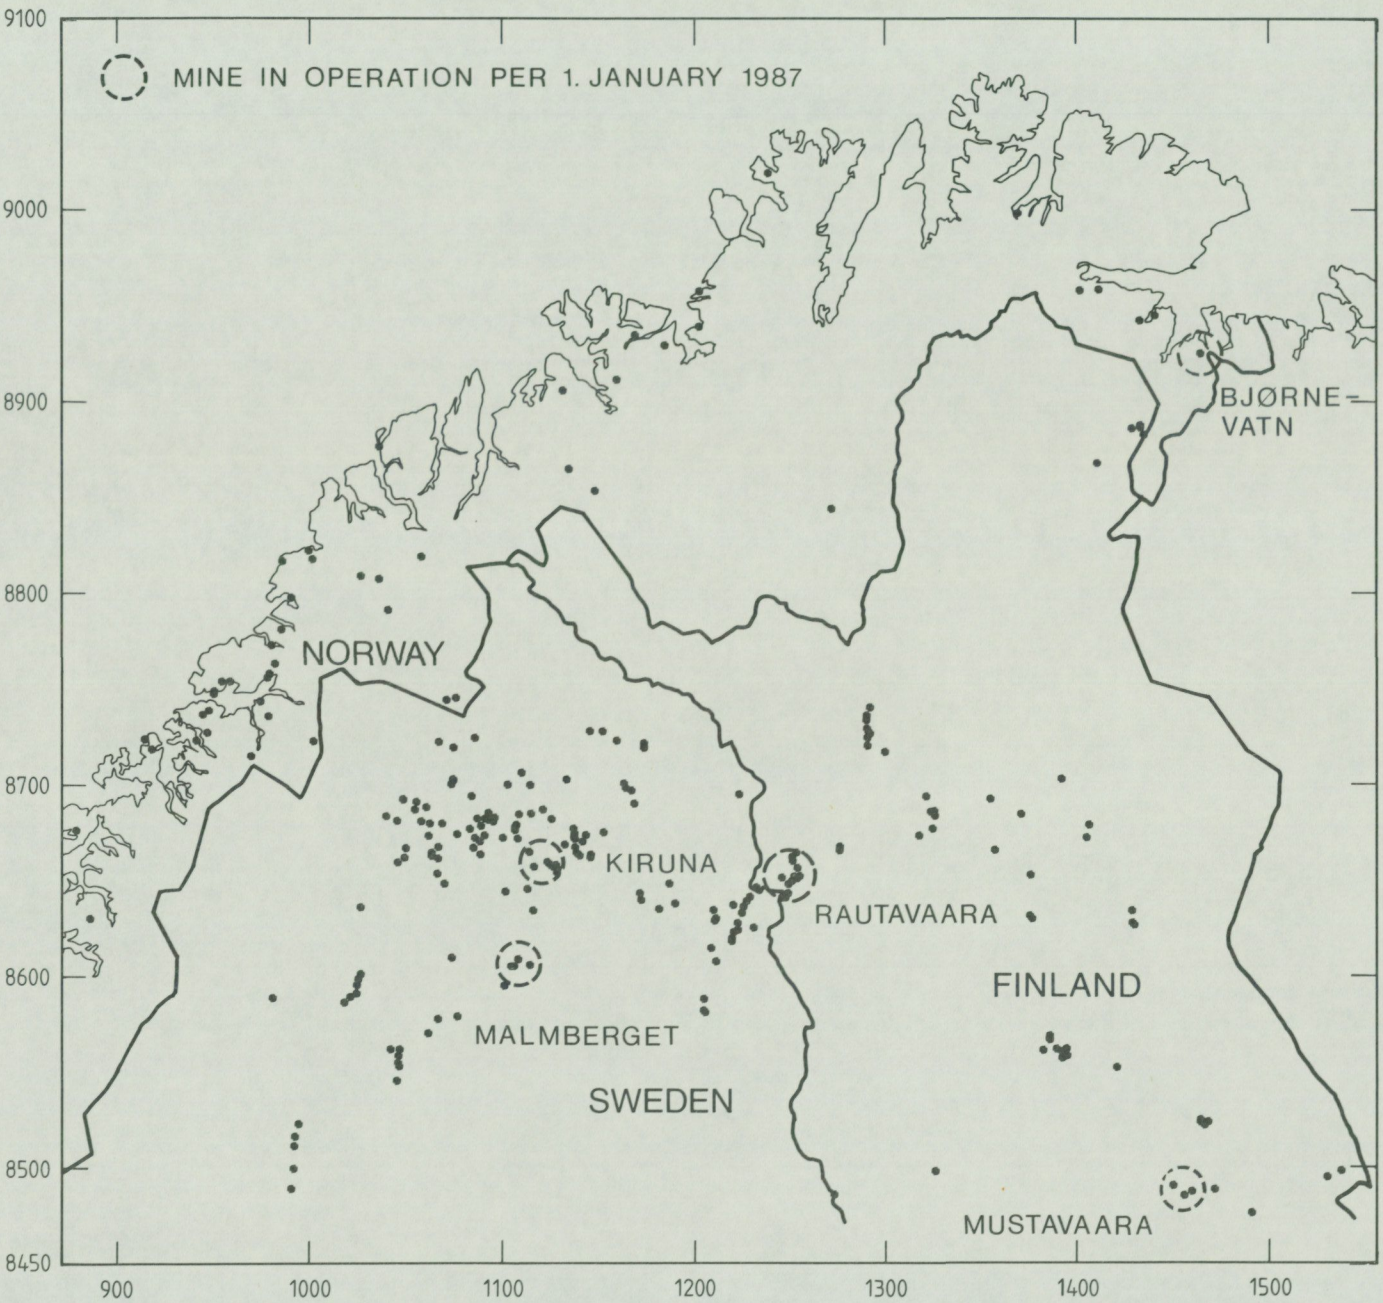 9100
MINE IN OPERATION PER 1. JANUARY 1987
9000
8900
BJØRNE-
VATN
8800
NORWAY
8700
KIRUNA
RAUTAVAARA
8600
FINLAND
MALMBERGET
SWEDEN
8500
MUSTAVAARA
8450
900 1000 1100 1200 1300 1400 1500